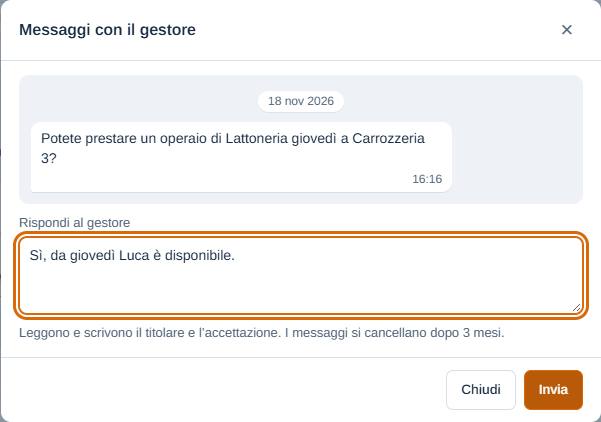 Messaggi con il gestore
18 nov 2026
Potete prestare un operaio di Lattoneria giovedì a Carrozzeria
3?
16:16
Rispondi al gestore
Sì, da giovedì Luca è disponibile.
Leggono e scrivono il titolare e l'accettazione. I messaggi si cancellano dopo 3 mesi.
Chiudi
Invia